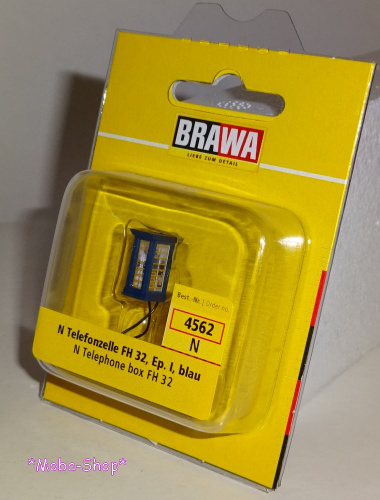 BRAWA
LIEBE ZUM DETAIL
Best.-Nr. | Order no.
4562
N
N Telefonzelle FH 32, Ep. I, blau
N Telephone box FH 32
*Maba-Shop*